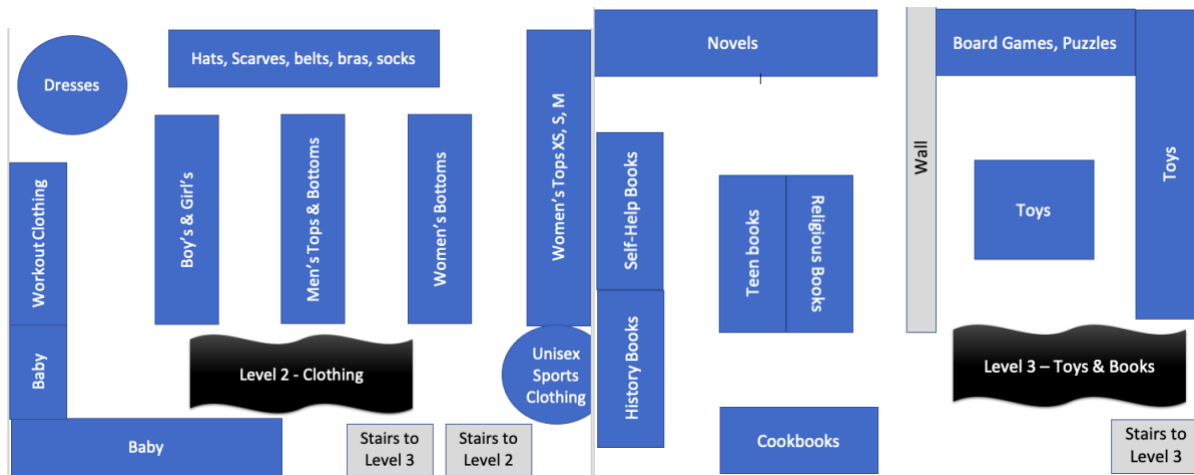 Dresses
Hats, Scarves, belts, bras, socks
Workout Clothing
Boy's & Girl's
Men's Tops & Bottoms
Women's Bottoms
Women's Tops XS, S, M
Baby
Level 2 - Clothing
Unisex
Sports
Clothing
Baby
Stairs to
Level 3
Stairs to
Level 2
Novels
Self-Help Books
Teen books
Religious Books
History Books
Cookbooks
Wall
Board Games, Puzzles
Toys
Toys
Level 3 – Toys & Books
Stairs to
Level 3